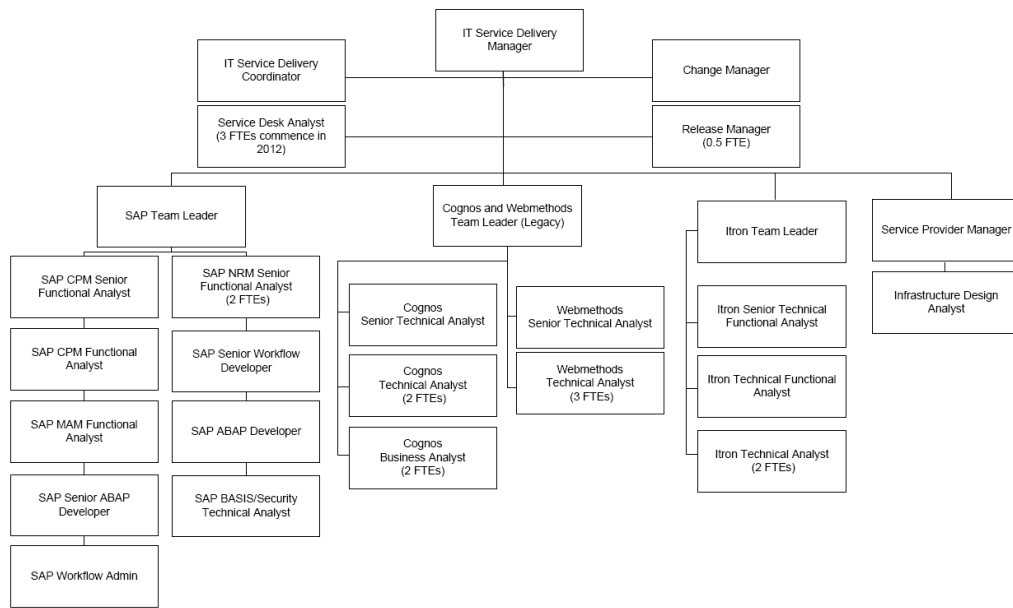 IT Service Delivery
Manager
IT Service Delivery
Coordinator
Change Manager
Service Desk Analyst
(3 FTEs commence in
2012)
Release Manager
(0.5 FTE)
SAP Team Leader
Cognos and Webmethods
Team Leader (Legacy)
Itron Team Leader
Service Provider Manager
SAP CPM Senior
Functional Analyst
SAP NRM Senior
Functional Analyst
(2 FTEs)
Cognos
Senior Technical Analyst
Webmethods
Senior Technical Analyst
Itron Senior Technical
Functional Analyst
Infrastructure Design
Analyst
SAP CPM Functional
Analyst
SAP Senior Workflow
Developer
Cognos
Technical Analyst
(2 FTEs)
Webmethods
Technical Analyst
(3 FTEs)
Itron Technical Functional
Analyst
SAP MAM Functional
Analyst
SAP ABAP Developer
Cognos
Business Analyst
(2 FTEs)
Itron Technical Analyst
(2 FTEs)
SAP Senior ABAP
Developer
SAP BASIS/Security
Technical Analyst
SAP Workflow Admin